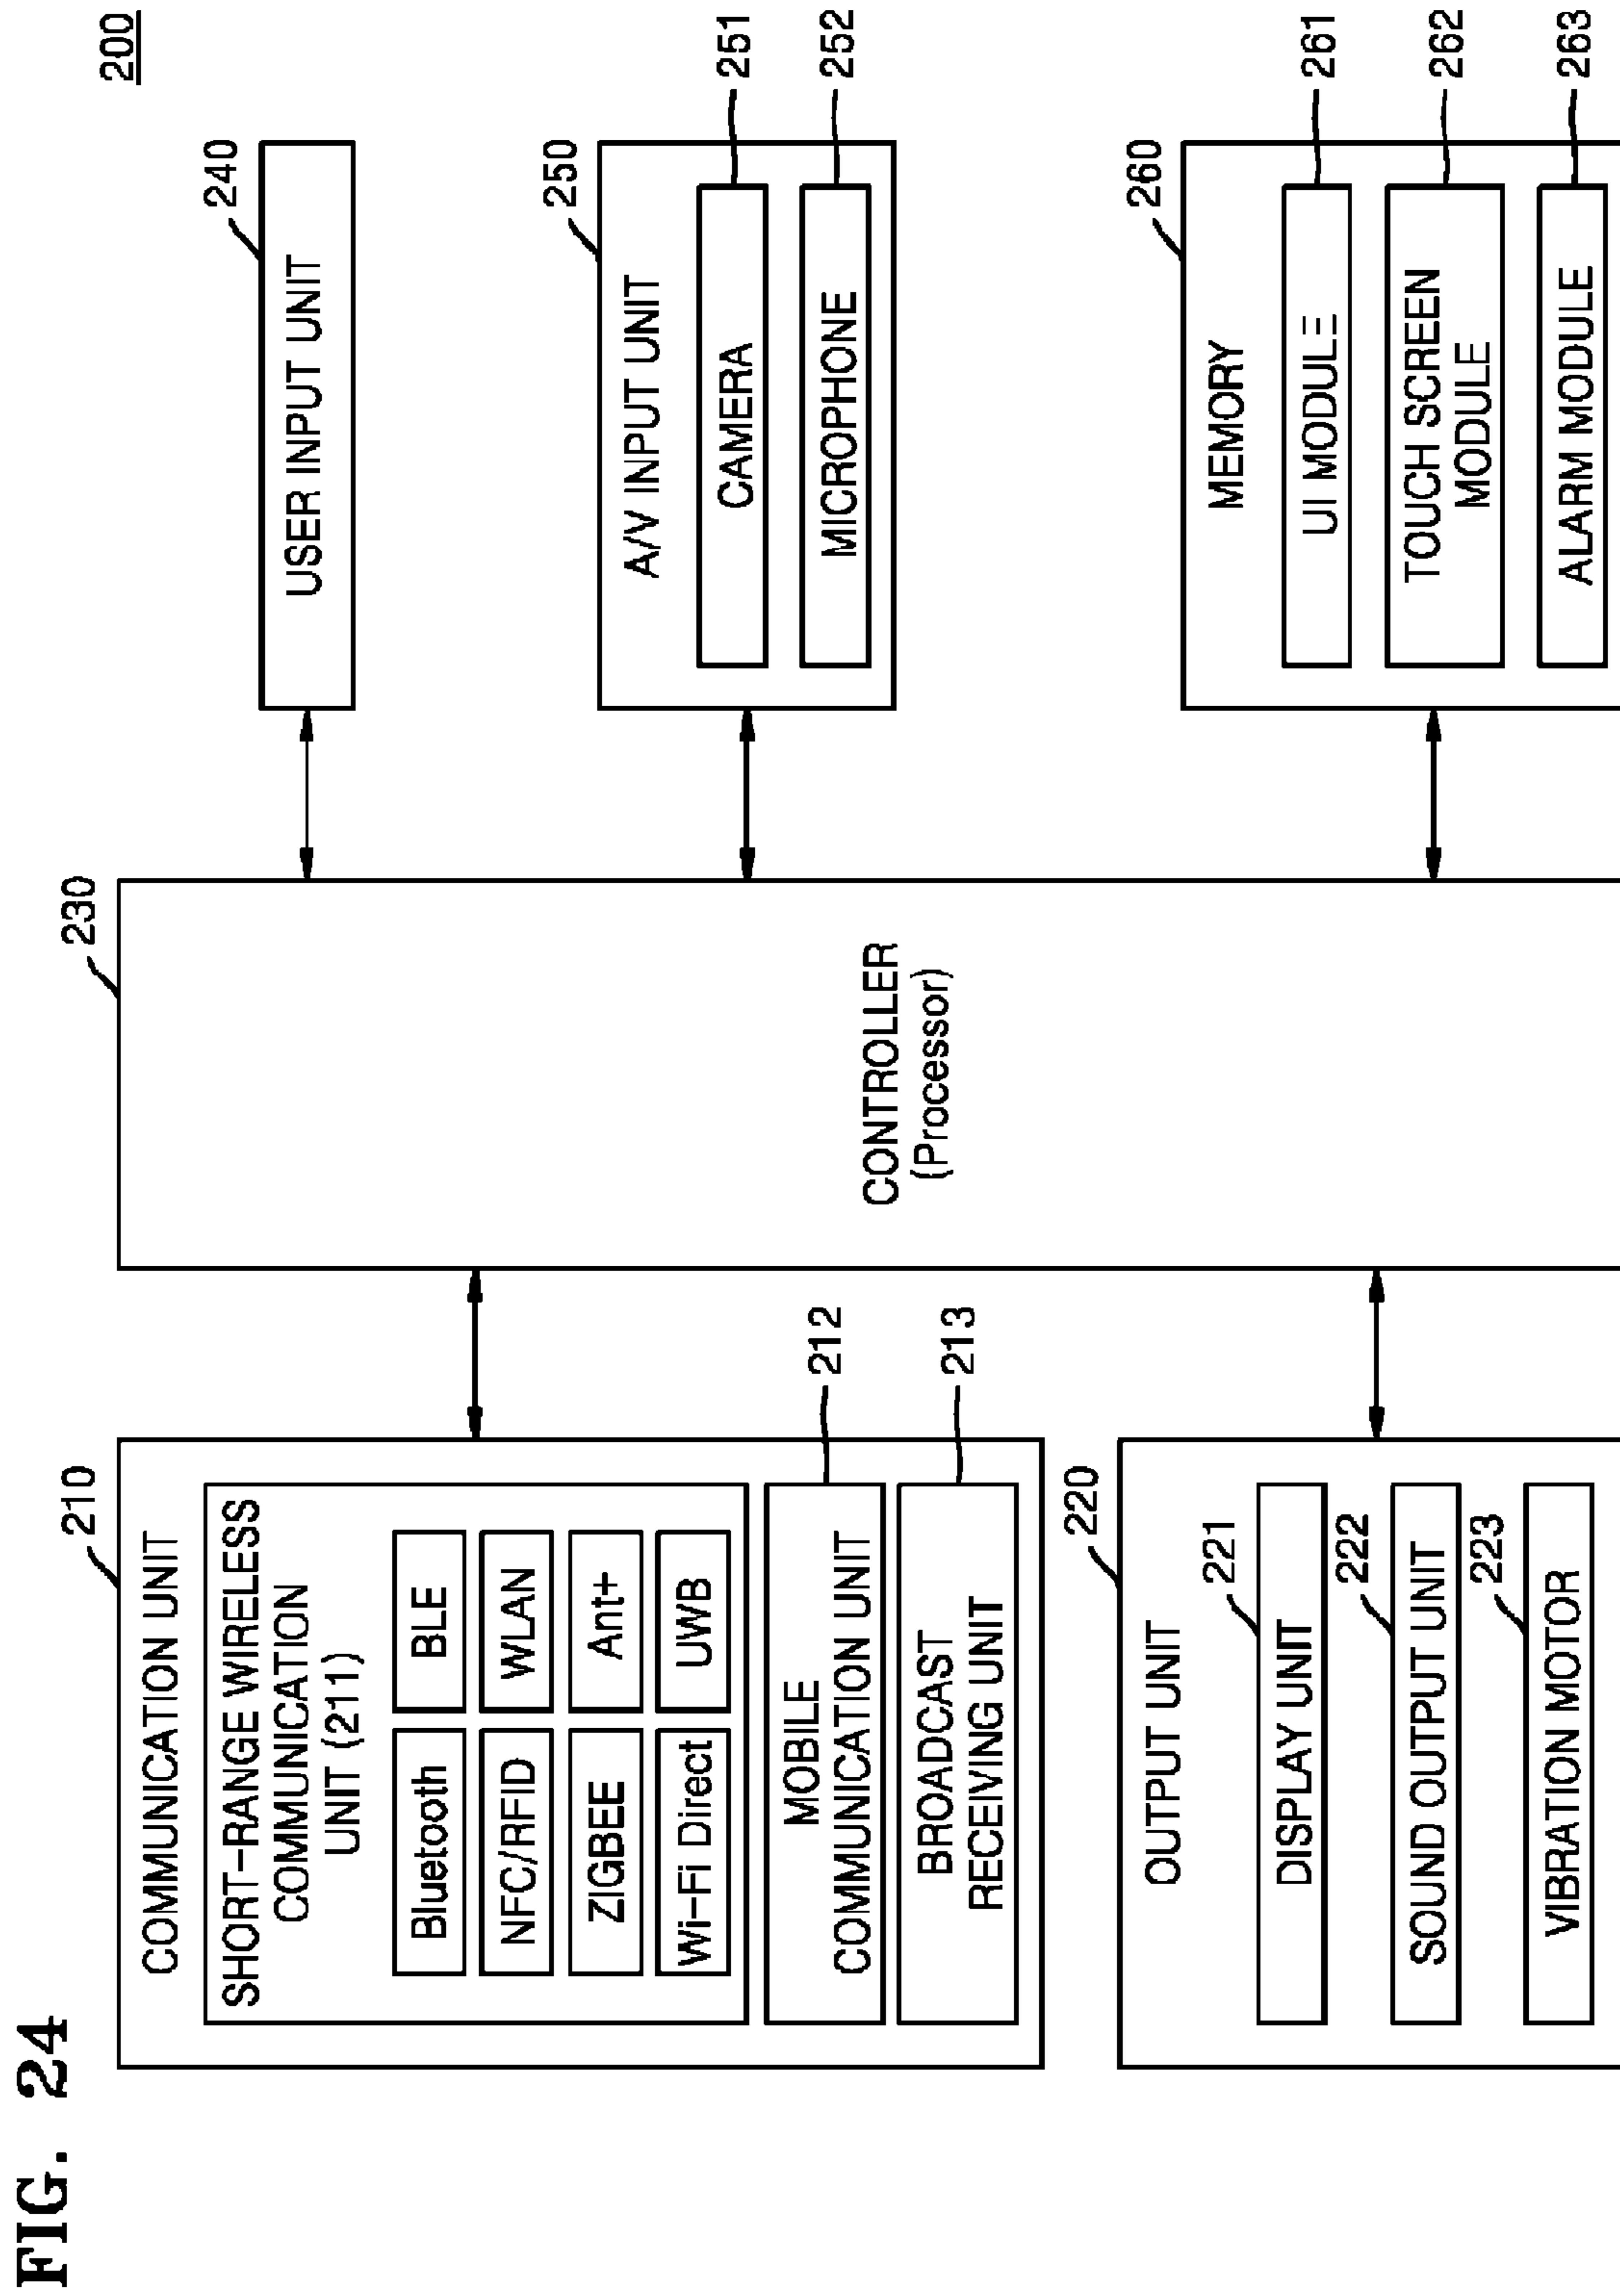 FIG. 24
200
210
COMMUNICATION UNIT
SHORT-RANGE WIRELESS
COMMUNICATION
UNIT (211)
Bluetooth
BLE
NFC/RFID
WLAN
ZIGBEE
Ant+
Wi-Fi Direct
UWB
MOBILE
COMMUNICATION UNIT
212
BROADCAST
RECEIVING UNIT
213
220
OUTPUT UNIT
221
DISPLAY UNIT
222
SOUND OUTPUT UNIT
223
VIBRATION MOTOR
230
CONTROLLER
(Processor)
240
USER INPUT UNIT
250
A/V INPUT UNIT
CAMERA
251
MICROPHONE
252
260
MEMORY
UI MODULE
261
TOUCH SCREEN
MODULE
262
ALARM MODULE
263